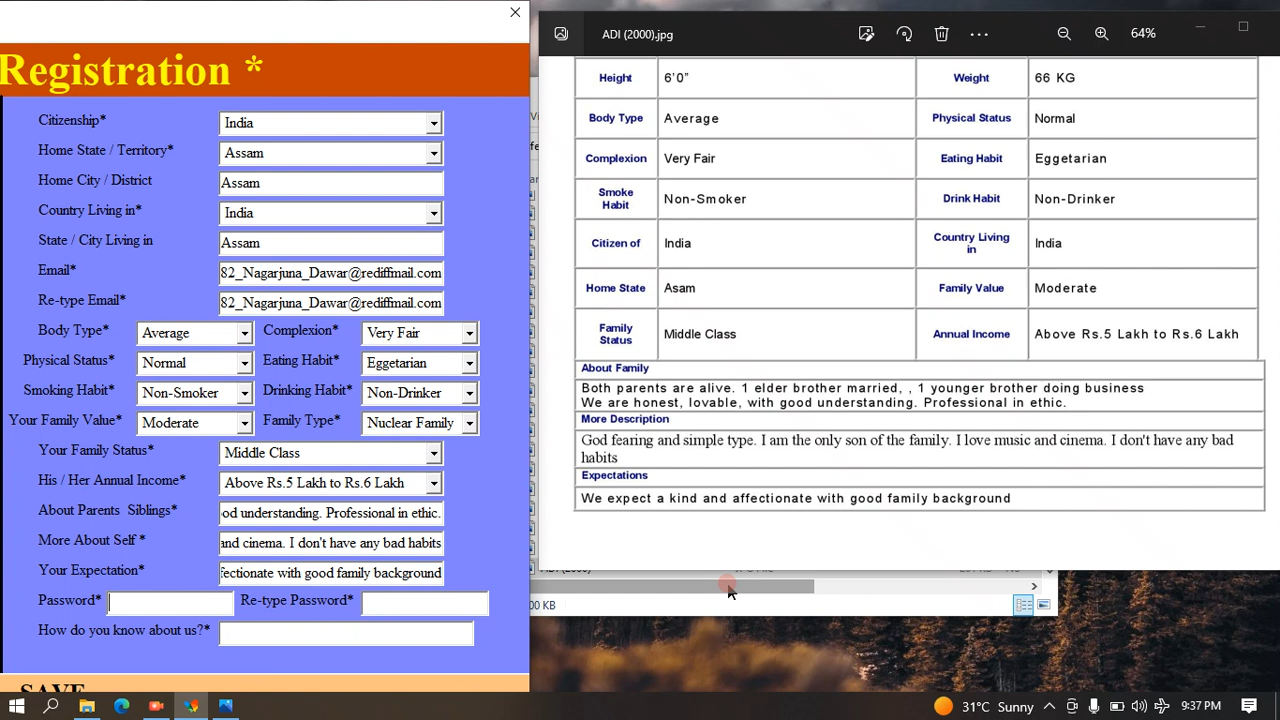 Registration *
Citizenship* India
Home State / Territory* Assam
Home City / District Assam
Country Living in* India
State / City Living in Assam
Email* 82_Nagarjuna_Dawar@rediffmail.com
Re-type Email* 82_Nagarjuna_Dawar@rediffmail.com
Body Type* Average Complexion* Very Fair
Physical Status* Normal Eating Habit* Eggetarian
Smoking Habit* Non-Smoker Drinking Habit* Non-Drinker
Your Family Value* Moderate Family Type* Nuclear Family
Your Family Status* Middle Class
His / Her Annual Income* Above Rs.5 Lakh to Rs.6 Lakh
About Parents Siblings* od understanding. Professional in ethic.
More About Self * and cinema. I don't have any bad habits
Your Expectation* fectionate with good family background
Password* Re-type Password*
How do you know about us?*
SAVE
ADI (2000).jpg 64%
Height 6'0" Weight 66 KG
Body Type Average Physical Status Normal
Complexion Very Fair Eating Habit Eggetarian
Smoke Habit Non-Smoker Drink Habit Non-Drinker
Citizen of India Country Living in India
Home State Asam Family Value Moderate
Family Status Middle Class Annual Income Above Rs.5 Lakh to Rs.6 Lakh
About Family
Both parents are alive. 1 elder brother married, , 1 younger brother doing business
We are honest, lovable, with good understanding. Professional in ethic.
More Description
God fearing and simple type. I am the only son of the family. I love music and cinema. I don't have any bad
habits
Expectations
We expect a kind and affectionate with good family background
00 KB
31°C Sunny 9:37 PM